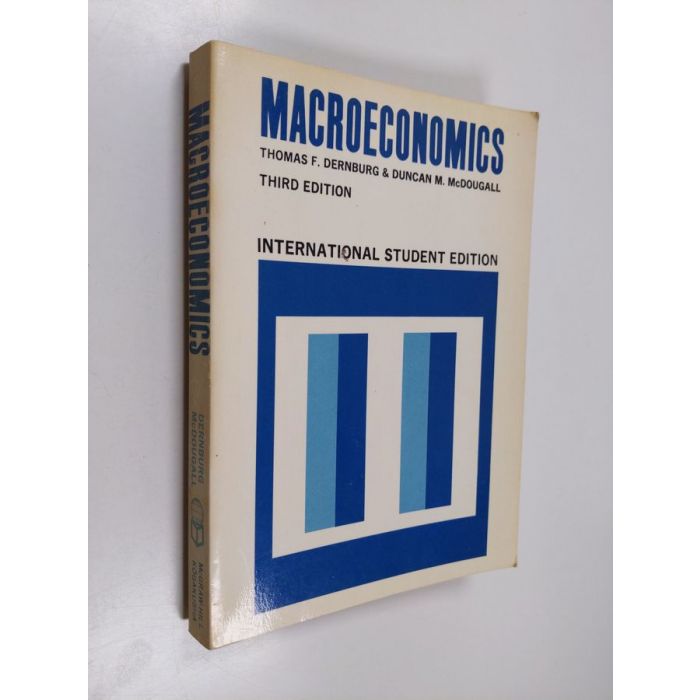 MACROECONOMICS
THOMAS F. DERNBURG & DUNCAN M. McDOUGALL
THIRD EDITION
INTERNATIONAL STUDENT EDITION
MACROECONOMICS
DERNBURG
McDOUGALL
McGRAW-HILL
KOGAKUSHA